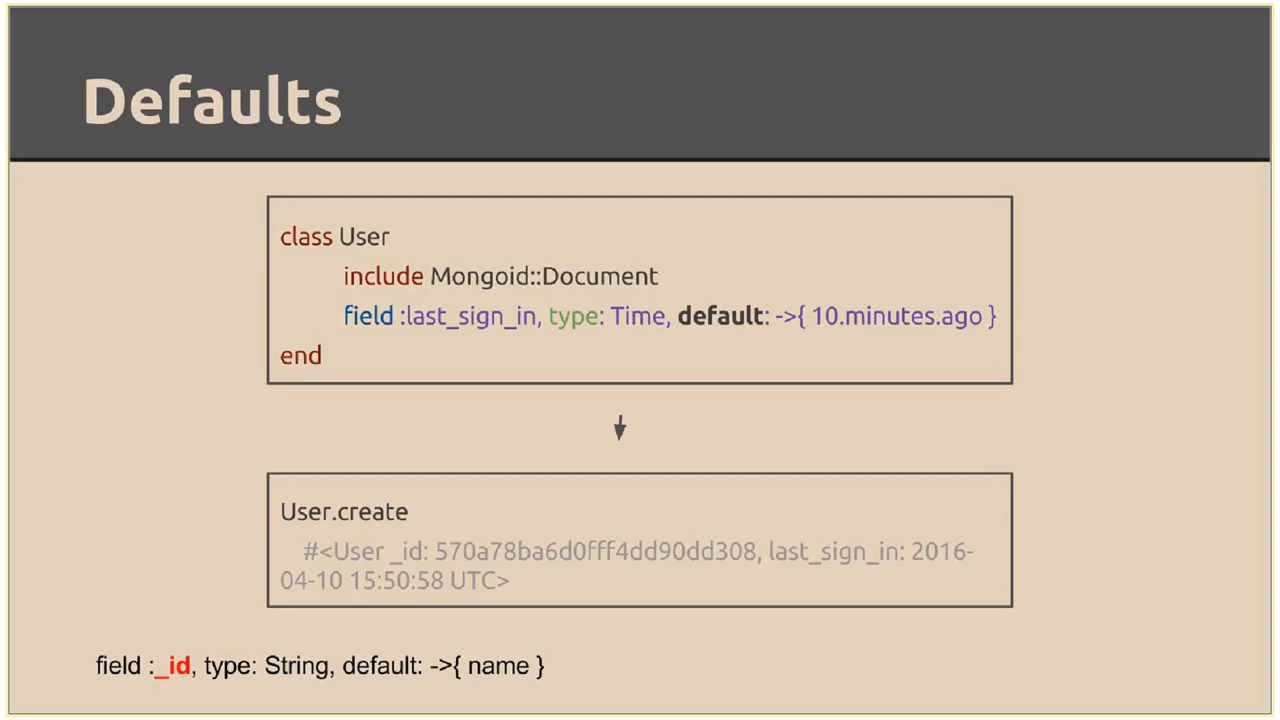 Defaults
class User
include Mongoid::Document
field :last_sign_in, type: Time, default: ->{ 10.minutes.ago }
end
User.create
#<User _id: 570a78ba6d0fff4dd90dd308, last_sign_in: 2016-
04-10 15:50:58 UTC>
field :_id, type: String, default: ->{ name }